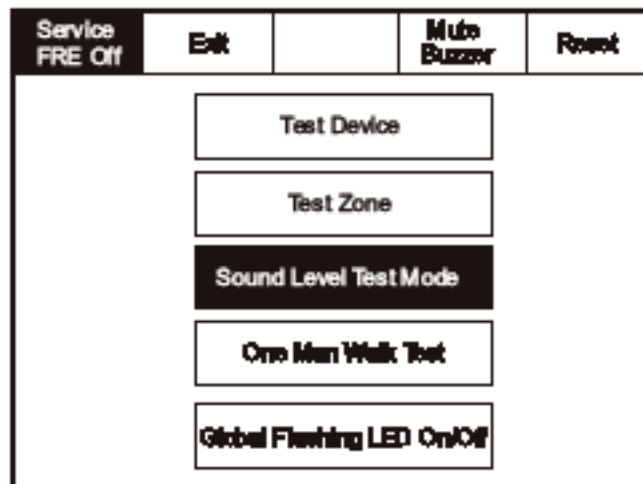 Service
FRE Off
Exit
Mute
Buzzer
Reset
Test Device
Test Zone
Sound Level Test Mode
One Man Walk Test
Global Flashing LED On/Off